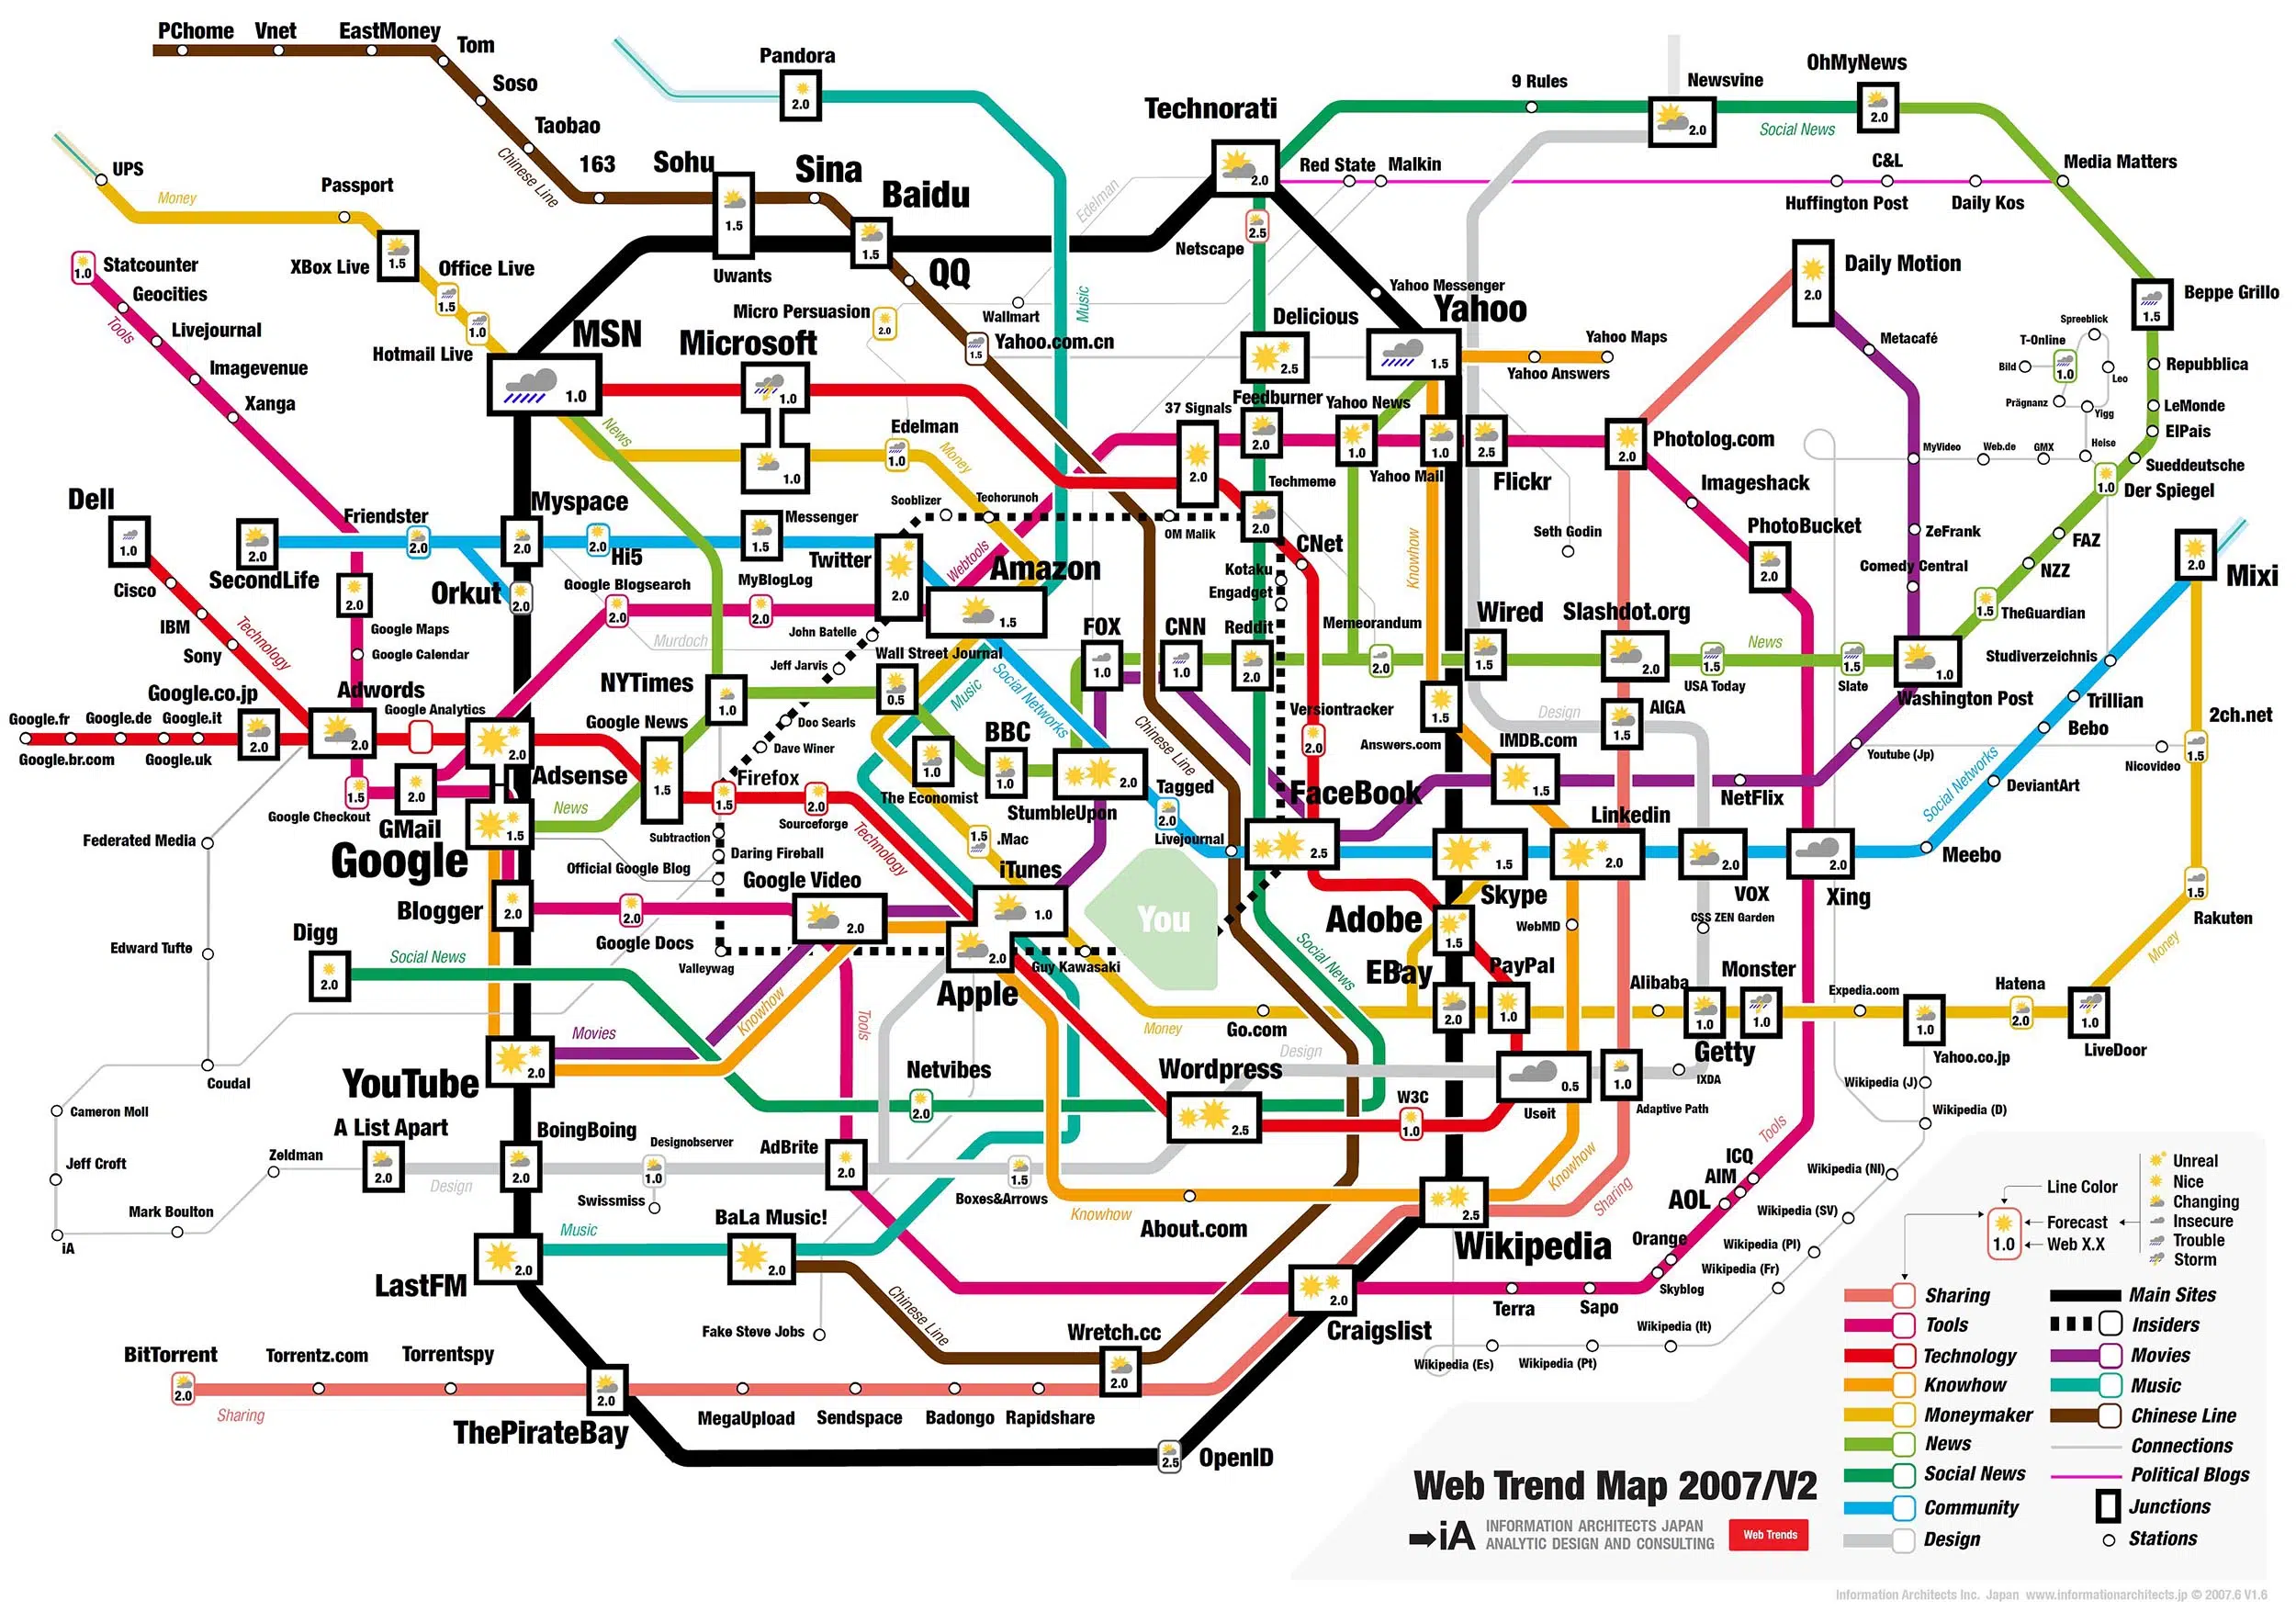 PChome
Vnet
EastMoney
Tom
Soso
Taobao
163
Chinese Line
Sohu
1.5
Uwants
Sina
Baidu
1.5
QQ
Pandora
2.0
Technorati
2.0
9 Rules
Newsvine
2.0
Social News
OhMyNews
2.0
Red State
Malkin
C&L
Huffington Post
Daily Kos
Media Matters
UPS
Money
Passport
XBox Live
1.5
Office Live
1.5
1.0
Hotmail Live
1.0
Statcounter
Geocities
Tools
Livejournal
Imagevenue
Xanga
MSN
1.0
Microsoft
1.0
1.0
Micro Persuasion
2.0
Edelman
Wallmart
Music
Yahoo.com.cn
1.5
Netscape
2.5
Yahoo Messenger
Yahoo
1.5
Yahoo Maps
Yahoo Answers
Delicious
2.5
Daily Motion
2.0
Metacafé
Beppe Grillo
1.5
Spreeblick
T-Online
1.0
Bild
Leo
Prägnanz
Yigg
Repubblica
LeMonde
ElPais
MyVideo
Web.de
GMX
Heise
Sueddeutsche
1.0
Der Spiegel
News
Edelman
1.0
Money
37 Signals
2.0
Feedburner
2.0
Yahoo News
1.0
1.0
Yahoo Mail
2.5
Flickr
2.0
Photolog.com
Imageshack
PhotoBucket
2.0
Seth Godin
ZeFrank
Comedy Central
FAZ
NZZ
1.5
TheGuardian
2.0
Mixi
Dell
1.0
Cisco
IBM
Sony
Technology
2.0
SecondLife
Friendster
2.0
Myspace
2.0
2.0
Hi5
Messenger
1.5
Orkut
2.0
Google Blogsearch
2.0
MyBlogLog
2.0
Twitter
2.0
Sooblizer
Techorunch
OM Malik
Techmeme
2.0
Webtools
Amazon
1.5
CNet
Kotaku
Engadget
Knowhow
2.0
Google Maps
Google Calendar
Murdoch
John Batelle
Jeff Jarvis
Wall Street Journal
0.5
Music
Social Networks
FOX
1.0
CNN
1.0
Reddit
2.0
Memeorandum
2.0
Wired
1.5
Slashdot.org
2.0
News
1.5
USA Today
1.5
Slate
1.0
Washington Post
Studiverzeichnis
Trillian
Bebo
2ch.net
1.5
Nicovideo
Youtube (Jp)
DeviantArt
Social Networks
Google.fr
Google.de
Google.it
Google.br.com
Google.uk
Google.co.jp
2.0
Adwords
2.0
Google Analytics
2.0
Adsense
NYTimes
1.0
Google News
1.5
Doc Searls
Dave Winer
Firefox
1.5
2.0
Sourceforge
Technology
1.5
Google Checkout
2.0
GMail
1.5
Google
News
1.0
The Economist
BBC
1.0
2.0
StumbleUpon
1.5
.Mac
Chinese Line
Tagged
2.0
Livejournal
Versiontracker
2.0
FaceBook
2.5
1.5
Answers.com
Design
AIGA
1.5
IMDB.com
1.5
NetFlix
1.5
Skype
Linkedin
2.0
2.0
VOX
2.0
Xing
Meebo
Federated Media
Edward Tufte
Coudal
Subtraction
Daring Fireball
Official Google Blog
Blogger
2.0
2.0
Google Docs
Google Video
2.0
iTunes
1.0
2.0
Apple
Guy Kawasaki
Valleywag
You
Digg
2.0
Social News
Movies
Knowhow
Tools
YouTube
2.0
Social News
Adobe
1.5
WebMD
CSS ZEN Garden
EBay
2.0
PayPal
1.0
Alibaba
1.0
Getty
Monster
1.0
Expedia.com
1.0
Yahoo.co.jp
Hatena
2.0
1.0
LiveDoor
1.5
Rakuten
Money
Money
Go.com
Design
Netvibes
2.0
Wordpress
2.5
W3C
1.0
0.5
Useit
1.0
Adaptive Path
IXDA
Wikipedia (J)
Wikipedia (D)
Cameron Moll
Jeff Croft
iA
Mark Boulton
Zeldman
A List Apart
2.0
Design
BoingBoing
2.0
Designobserver
1.0
Swissmiss
AdBrite
2.0
1.5
Boxes&Arrows
Knowhow
About.com
2.5
Wikipedia
Knowhow
Sharing
Tools
ICQ
AIM
AOL
Orange
Skyblog
Terra
Sapo
Wikipedia (NI)
Wikipedia (SV)
Wikipedia (Pl)
Wikipedia (Fr)
Wikipedia (It)
Wikipedia (Pt)
Wikipedia (Es)
LastFM
2.0
Music
BaLa Music!
2.0
Chinese Line
Fake Steve Jobs
Wretch.cc
2.0
2.0
Craigslist
BitTorrent
2.0
Sharing
Torrentz.com
Torrentspy
2.0
ThePirateBay
MegaUpload
Sendspace
Badongo
Rapidshare
2.5
OpenID
Line Color
Forecast
Web X.X
1.0
Unreal
Nice
Changing
Insecure
Trouble
Storm
Sharing
Tools
Technology
Knowhow
Moneymaker
News
Social News
Community
Design
Main Sites
Insiders
Movies
Music
Chinese Line
Connections
Political Blogs
Junctions
Stations
Web Trend Map 2007/V2
iA
INFORMATION ARCHITECTS JAPAN
ANALYTIC DESIGN AND CONSULTING
Web Trends
Information Architects Inc. Japan www.informationarchitects.jp © 2007.6 V1.6